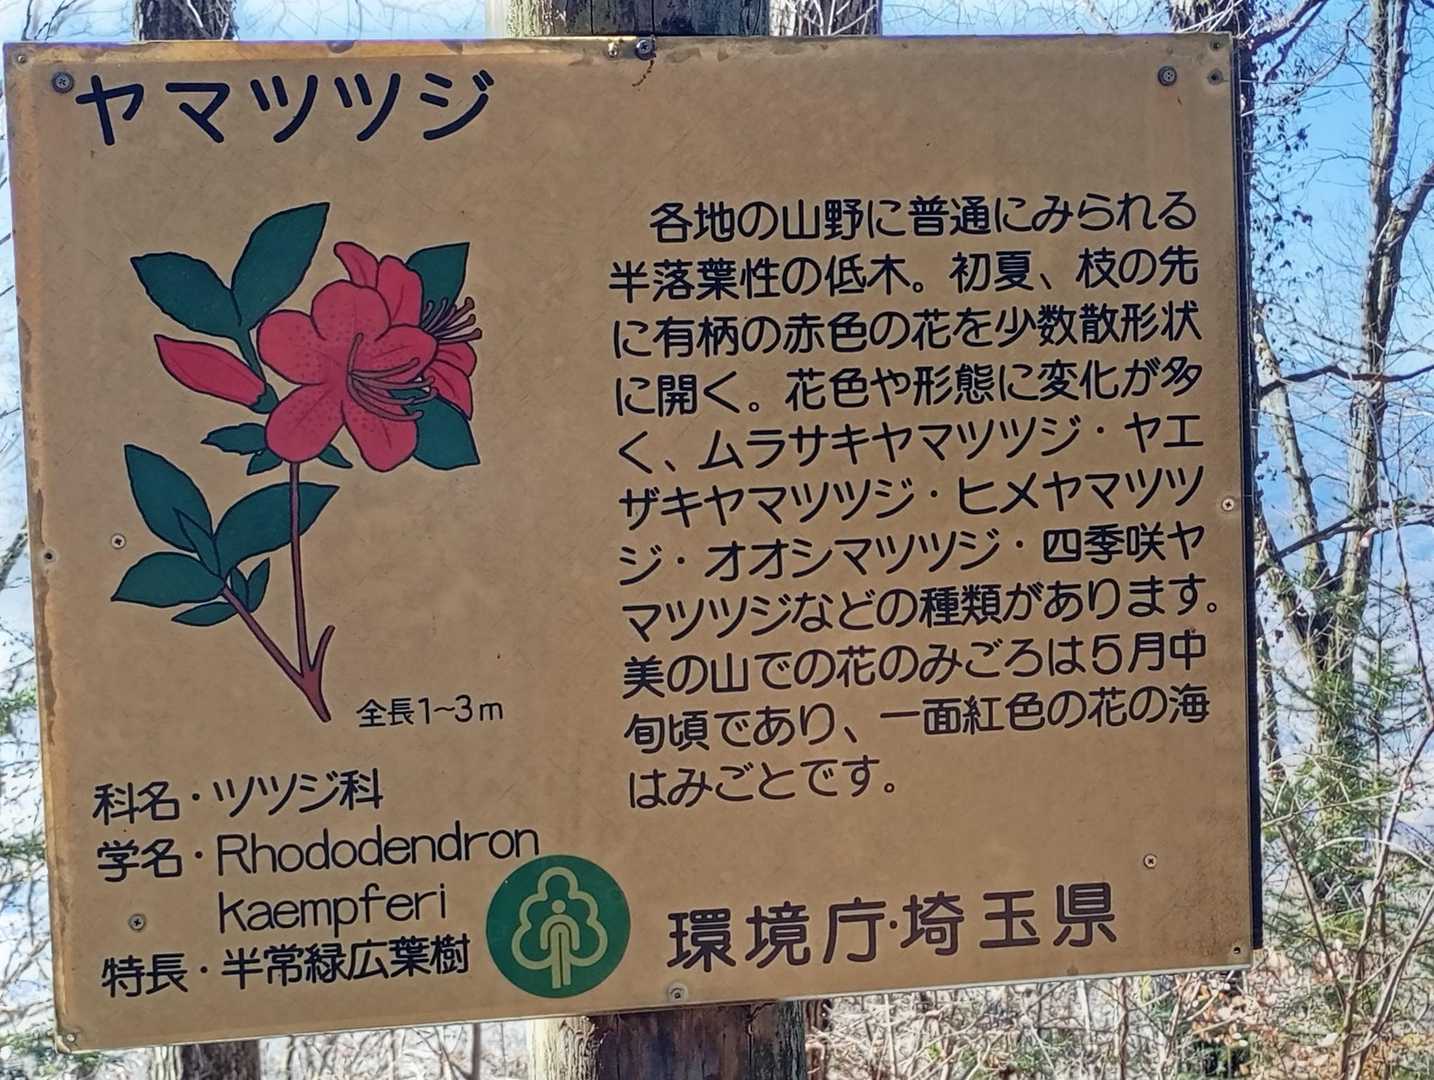 ヤマツツジ
各地の山野に普通にみられる
半落葉性の低木。初夏、枝の先
に有柄の赤色の花を少数散形状
に開く。花色や形態に変化が多
く、ムラサキヤマツツジ・ヤエ
ザキヤマツツジ・ヒメヤマツツ
ジ・オオシマツツジ・四季咲ヤ
マツツジなどの種類があります。
美の山での花のみごろは5月中
旬頃であり、一面紅色の花の海
はみごとです。
全長1~3m
科名・ツツジ科
学名・Rhododendron
kaempferi
特長・半常緑広葉樹
環境庁・埼玉県